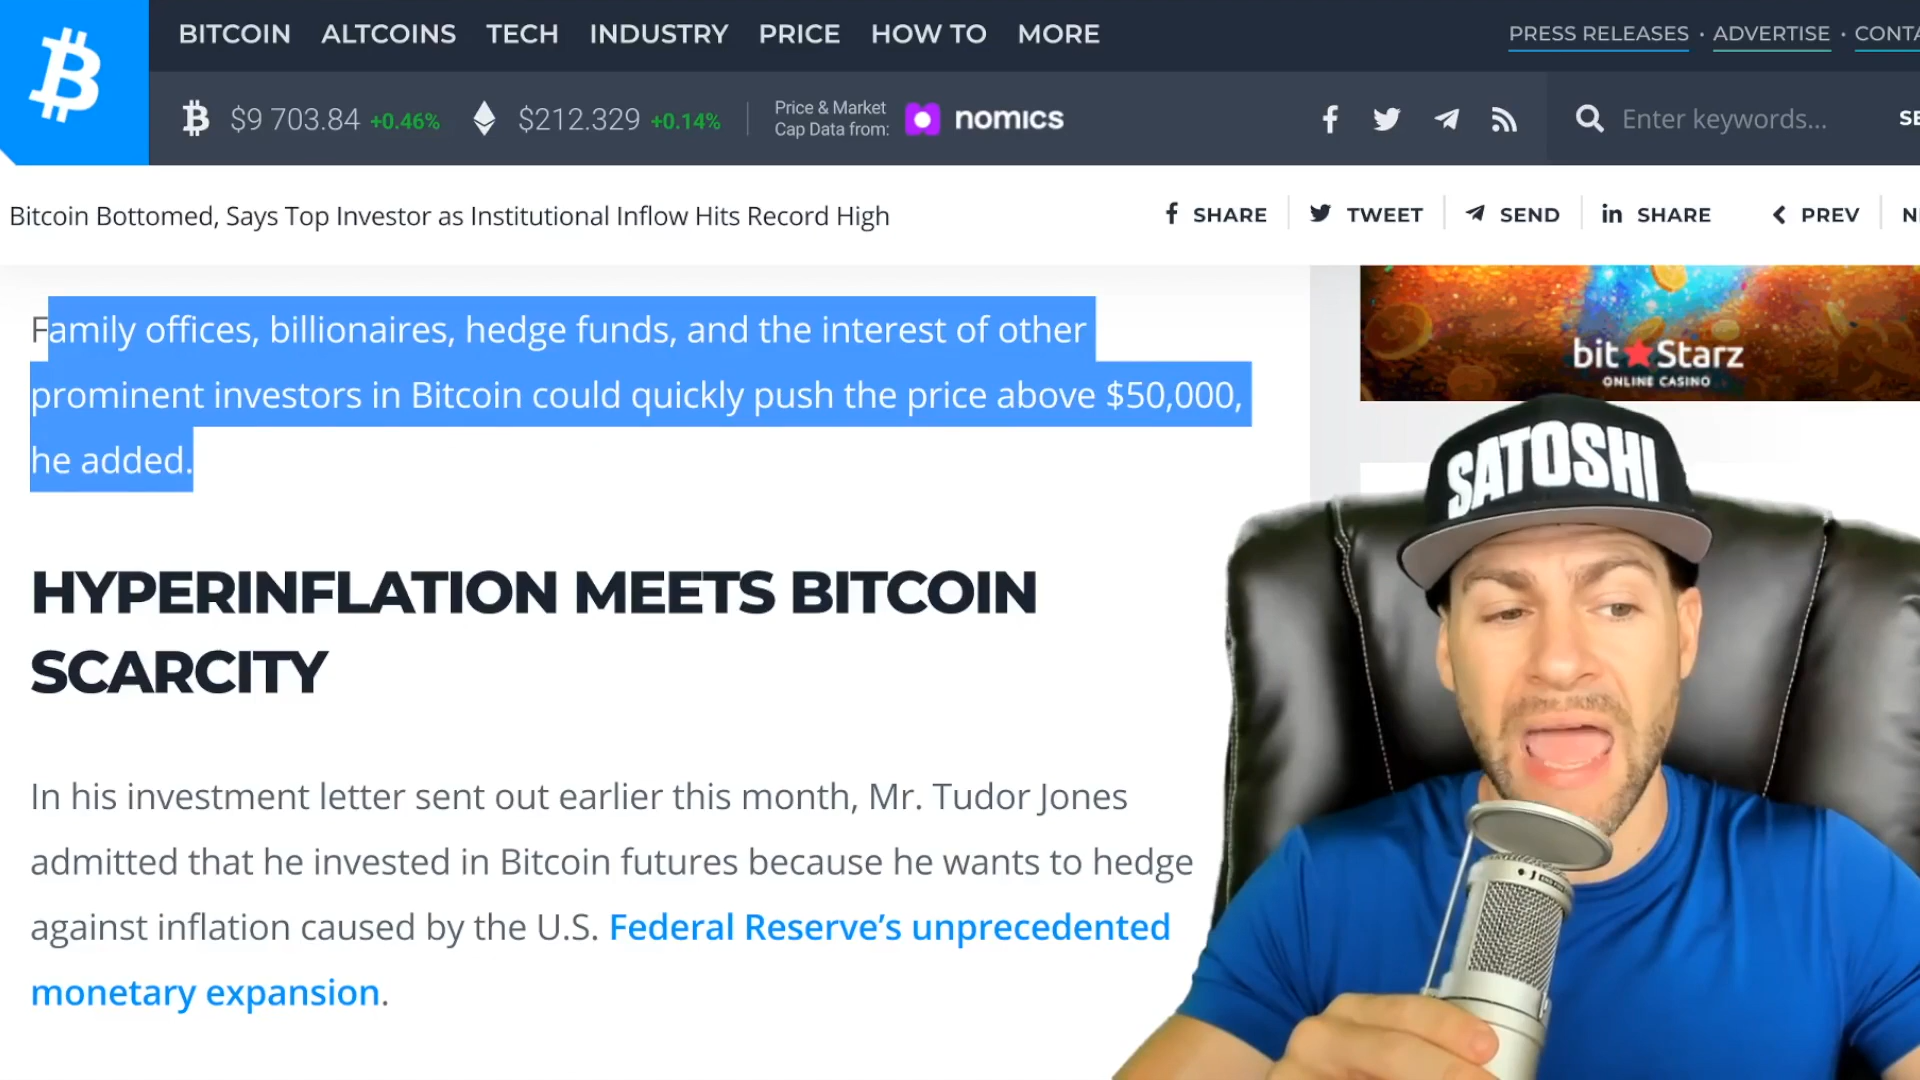 BITCOIN ALTCOINS TECH INDUSTRY PRICE HOW TO MORE
PRESS RELEASES · ADVERTISE · CONTA
$9 703.84 +0.46% $212.329 +0.14%
Price & Market
Cap Data from:
nomics
Enter keywords...
SE
Bitcoin Bottomed, Says Top Investor as Institutional Inflow Hits Record High
SHARE TWEET SEND in SHARE PREV N
Family offices, billionaires, hedge funds, and the interest of other
prominent investors in Bitcoin could quickly push the price above $50,000,
he added.
bit Starz
ONLINE CASINO
SATOSHI
HYPERINFLATION MEETS BITCOIN
SCARCITY
In his investment letter sent out earlier this month, Mr. Tudor Jones
admitted that he invested in Bitcoin futures because he wants to hedge
against inflation caused by the U.S. Federal Reserve’s unprecedented
monetary expansion.